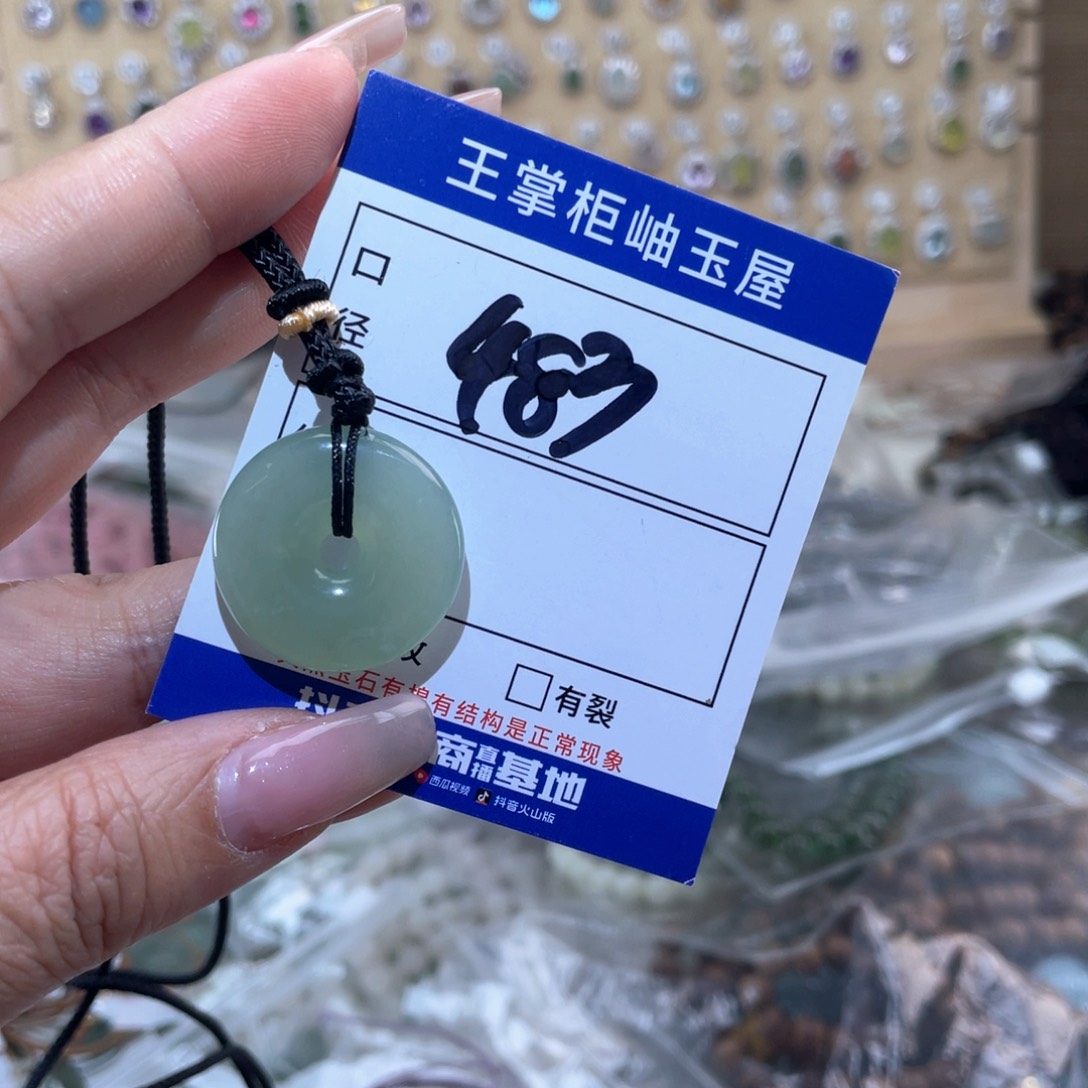 王掌柜岫玉屋
口
径
487
有裂
玉石有棉有结构是正常现象
商直播基地
西瓜视频 抖音火山版